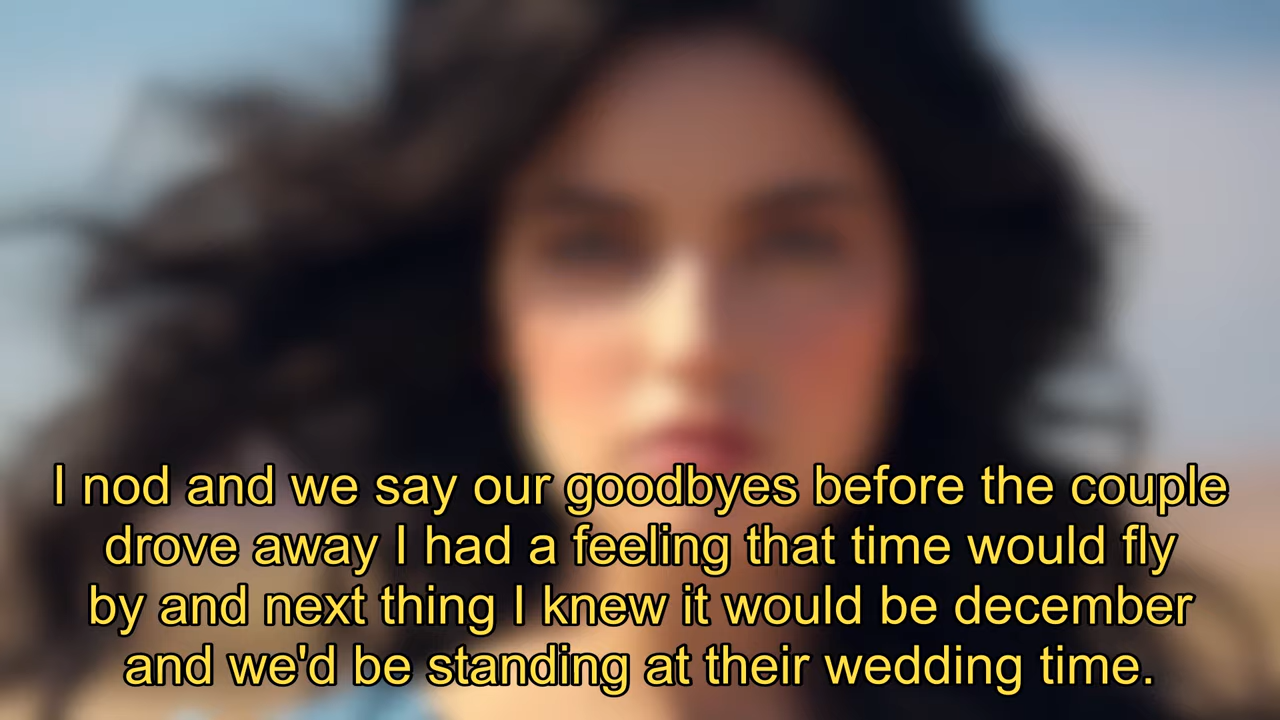 I nod and we say our goodbyes before the couple
drove away I had a feeling that time would fly
by and next thing I knew it would be december
and we'd be standing at their wedding time.